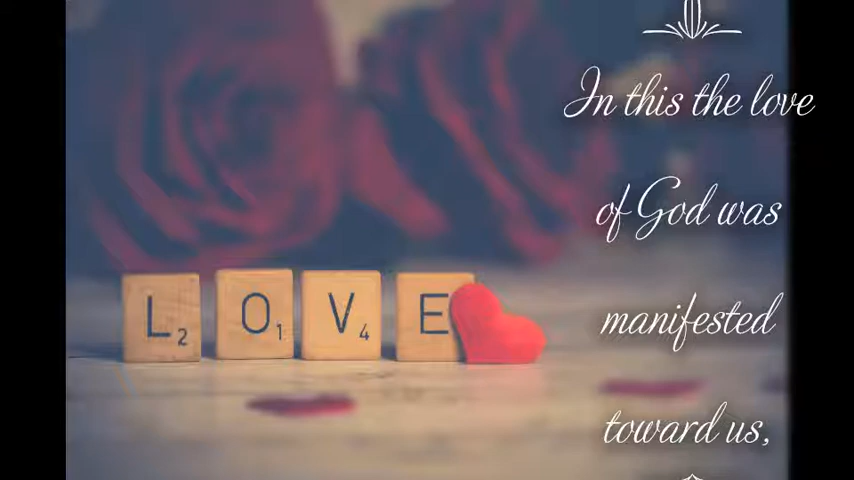 In this the love
of God was
manifested
toward us,
L2 O1 V4 E